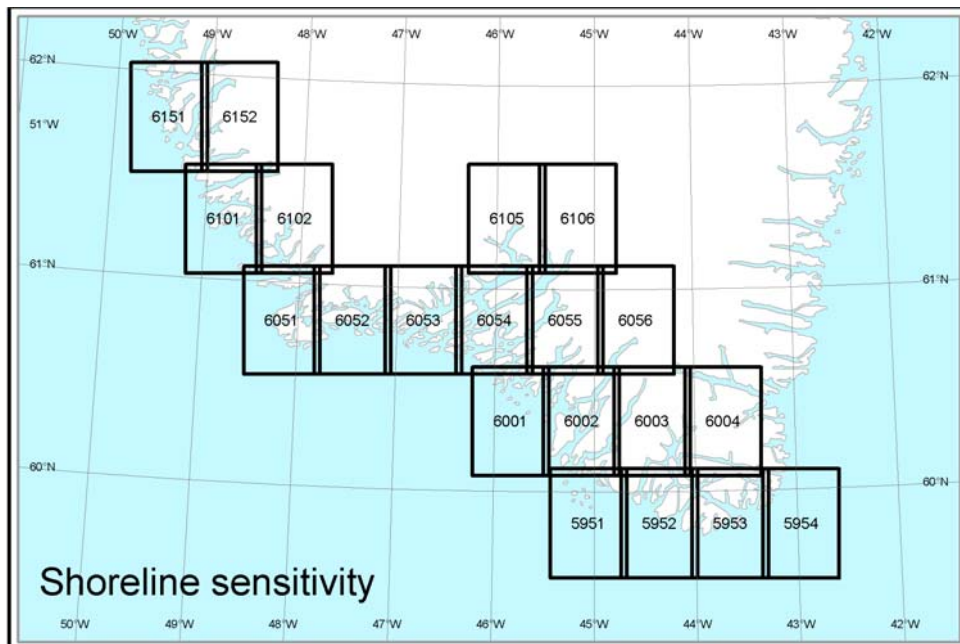 50°W 49°W 48°W 47°W 46°W 45°W 44°W 43°W 42°W
62°N 62°N
51°W
6151 6152
6101 6102 6105 6106
61°N 61°N
6051 6052 6053 6054 6055 6056
6001 6002 6003 6004
60°N 60°N
5951 5952 5953 5954
Shoreline sensitivity
50°W 49°W 48°W 47°W 46°W 45°W 44°W 43°W 42°W